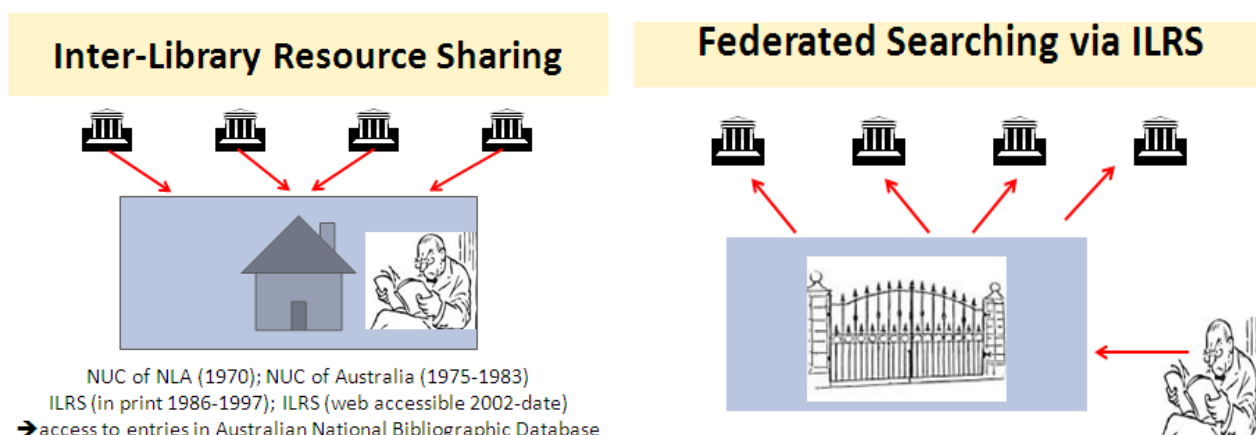 Inter-Library Resource Sharing
NUC of NLA (1970); NUC of Australia (1975-1983)
ILRS (in print 1986-1997); ILRS (web accessible 2002-date)
➔access to entries in Australian National Bibliographic Database
Federated Searching via ILRS